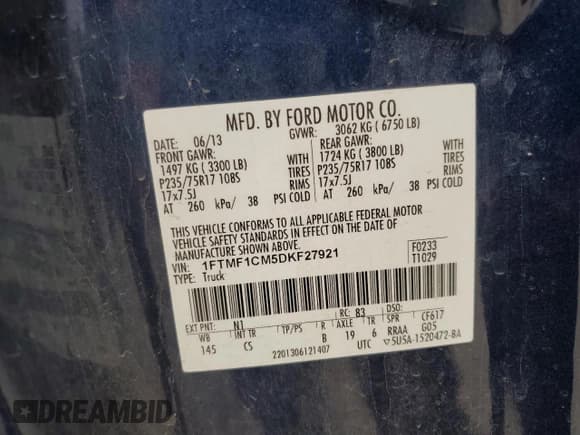 MFD. BY FORD MOTOR CO.
DATE: 06/13 GVWR: 3062 KG ( 6750 LB)
FRONT GAWR: REAR GAWR:
1497 KG ( 3300 LB) WITH 1724 KG ( 3800 LB) WITH
P235/75R17 108S TIRES P235/75R17 108S TIRES
17x7.5J RIMS 17x7.5J RIMS
AT 260 kPa/ 38 PSI COLD AT 260 kPa/ 38 PSI COLD
THIS VEHICLE CONFORMS TO ALL APPLICABLE FEDERAL MOTOR
VEHICLE SAFETY STANDARDS IN EFFECT ON THE DATE OF
MANUFACTURE SHOWN ABOVE.
VIN: 1FTMF1CM5DKF27921 F0233
TYPE: Truck T1029
EXT PNT: N1 RC: 83 DSO:
WB INT TR TP/PS R AXLE TR SPR CF617
145 CS B 19 6 RRAA G05
2201306121407 UTC 5U5A-1520472-BA
DREAMBID